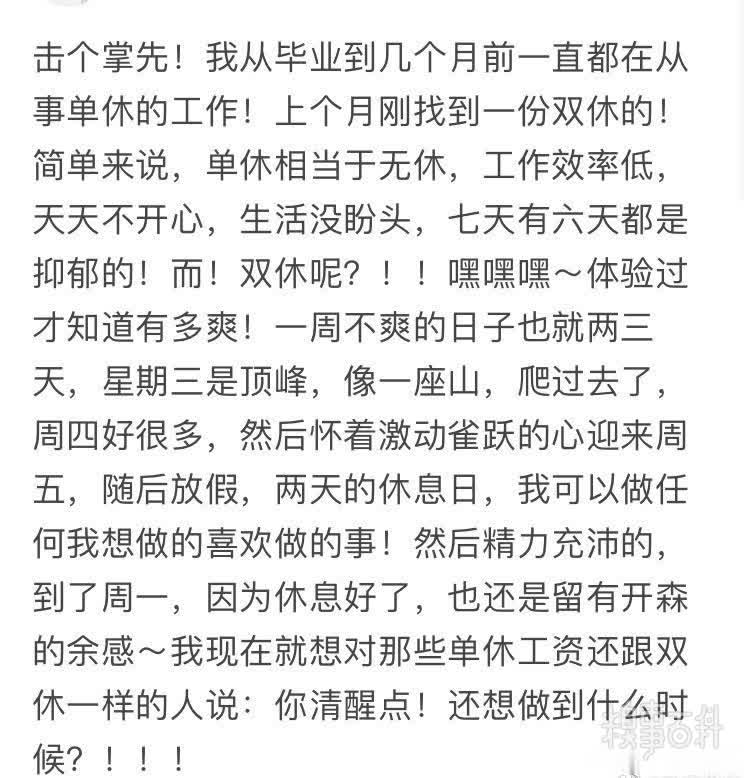 击个掌先！我从毕业到几个月前一直都在从
事单休的工作！上个月刚找到一份双休的！
简单来说，单休相当于无休，工作效率低，
天天不开心，生活没盼头，七天有六天都是
抑郁的！而！双休呢？！！嘿嘿嘿～体验过
才知道有多爽！一周不爽的日子也就两三
天，星期三是顶峰，像一座山，爬过去了，
周四好很多，然后怀着激动雀跃的心迎来周
五，随后放假，两天的休息日，我可以做任
何我想做的喜欢做的事！然后精力充沛的，
到了周一，因为休息好了，也还是留有开森
的余感～我现在就想对那些单休工资还跟双
休一样的人说：你清醒点！还想做到什么时
候？！！！
糗事百科